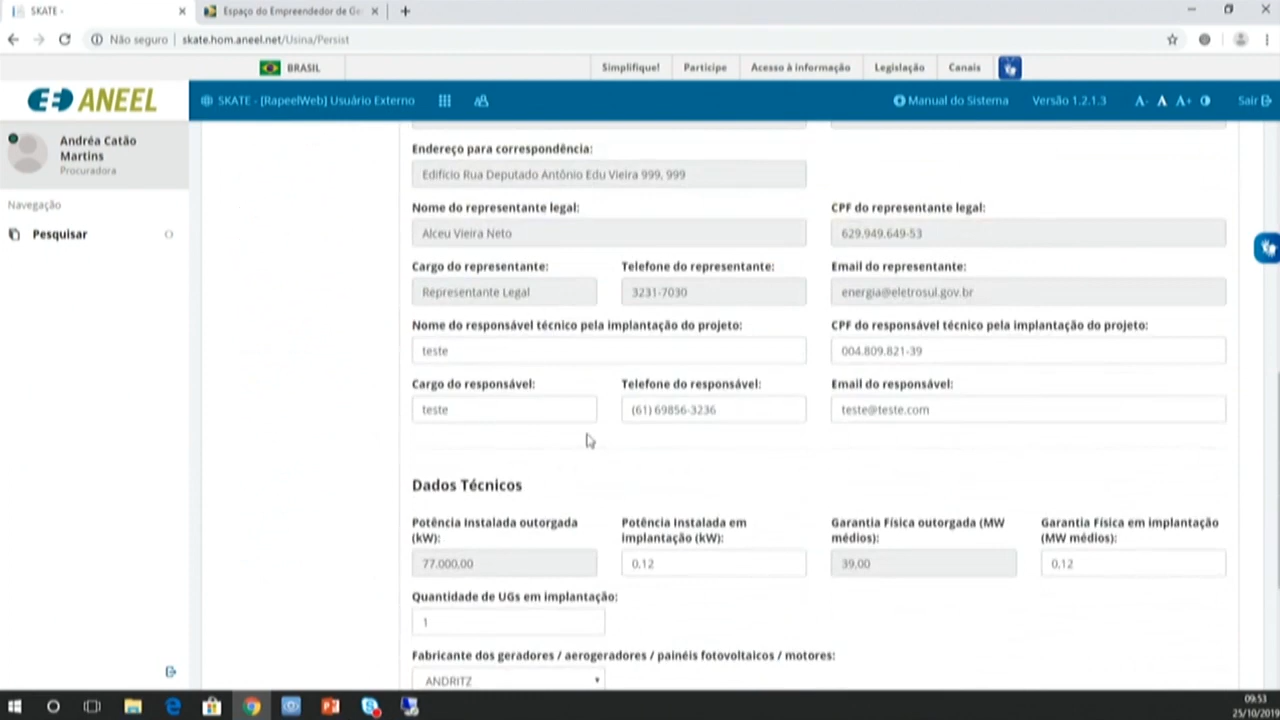 SKATE -
Espaço do Empreendedor de Ge
Não seguro | skate.hom.aneel.net/Usina/Persist
BRASIL
Simplifique!
Participe
Acesso à informação
Legislação
Canais
ANEEL
SKATE - [RapeelWeb] Usuário Externo
Manual do Sistema
Versão 1.2.1.3
A- A A+
Sair
Andréa Catão
Martins
Procuradora
Navegação
Pesquisar
Endereço para correspondência:
Edifício Rua Deputado Antônio Edu Vieira 999, 999
Nome do representante legal:
CPF do representante legal:
Alceu Vieira Neto
629.949.649-53
Cargo do representante:
Telefone do representante:
Email do representante:
Representante Legal
3231-7030
energia@eletrosul.gov.br
Nome do responsável técnico pela implantação do projeto:
CPF do responsável técnico pela implantação do projeto:
teste
004.809.821-39
Cargo do responsável:
Telefone do responsável:
Email do responsável:
teste
(61) 69856-3236
teste@teste.com
Dados Técnicos
Potência Instalada outorgada
(kW):
Potência Instalada em
implantação (kW):
Garantia Física outorgada (MW
médios):
Garantia Física em implantação
(MW médios):
77.000,00
0,12
39,00
0,12
Quantidade de UGs em implantação:
1
Fabricante dos geradores / aerogeradores / painéis fotovoltaicos / motores:
ANDRITZ
09:53
25/10/2019